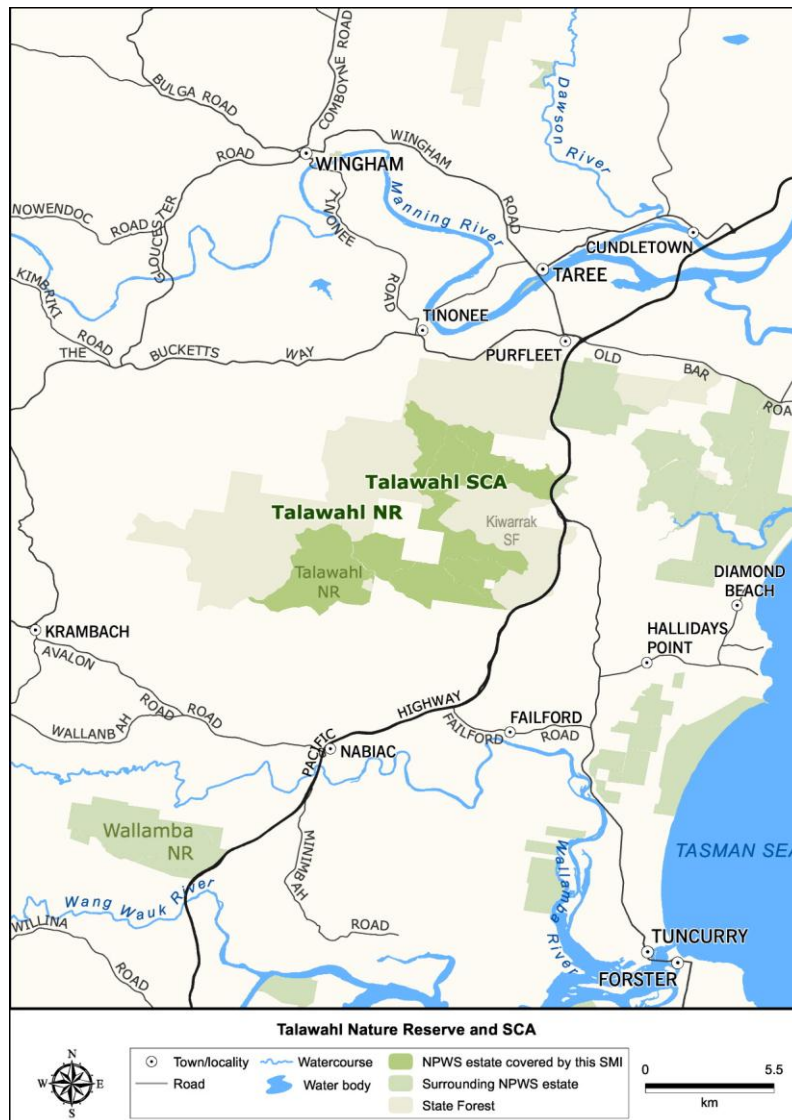 BULGA ROAD
COMBOYNE ROAD
Dawson
River
WINGHAM
ROAD
WINGHAM
ROAD
Manning River
TINONEE
ROAD
NOWENDOC
ROAD
GLOUCESTER
ROAD
KIMBRIKI
ROAD
CUNDLETOWN
TAREE
TINONEE
PURFLEET
THE
BUCKETTS
WAY
OLD
BAR
ROA
Talawahl SCA
Talawahl NR
Kiwarrak
SF
Talawahl
NR
DIAMOND
BEACH
HALLIDAYS
POINT
KRAMBACH
AVALON
ROAD
WALLANBAH
ROAD
PACIFIC
HIGHWAY
FAILFORD
FAILFORD
ROAD
NABIAC
Wallamba
NR
MINIMBAH
ROAD
Wallamba
River
TASMAN SEA
Wang Wauk River
WILLINA
ROAD
TUNCURRY
FORSTER
Talawahl Nature Reserve and SCA
N
W
E
S
Town/locality
Road
Watercourse
Water body
NPWS estate covered by this SMI
Surrounding NPWS estate
State Forest
0
5.5
km